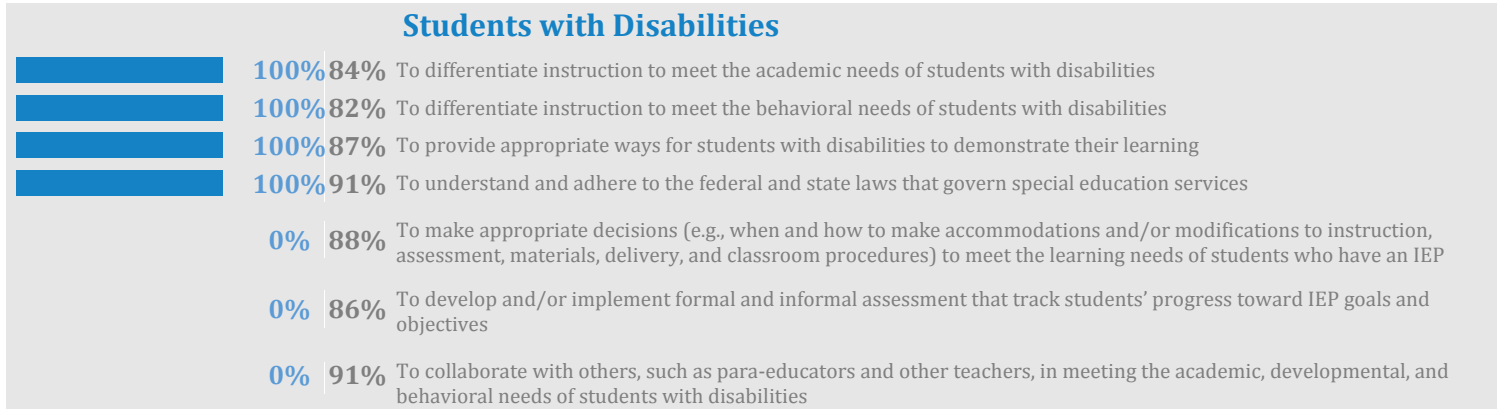 Students with Disabilities
100% 84% To differentiate instruction to meet the academic needs of students with disabilities
100% 82% To differentiate instruction to meet the behavioral needs of students with disabilities
100% 87% To provide appropriate ways for students with disabilities to demonstrate their learning
100% 91% To understand and adhere to the federal and state laws that govern special education services
0% 88% To make appropriate decisions (e.g., when and how to make accommodations and/or modifications to instruction,
assessment, materials, delivery, and classroom procedures) to meet the learning needs of students who have an IEP
0% 86% To develop and/or implement formal and informal assessment that track students’ progress toward IEP goals and
objectives
0% 91% To collaborate with others, such as para-educators and other teachers, in meeting the academic, developmental, and
behavioral needs of students with disabilities